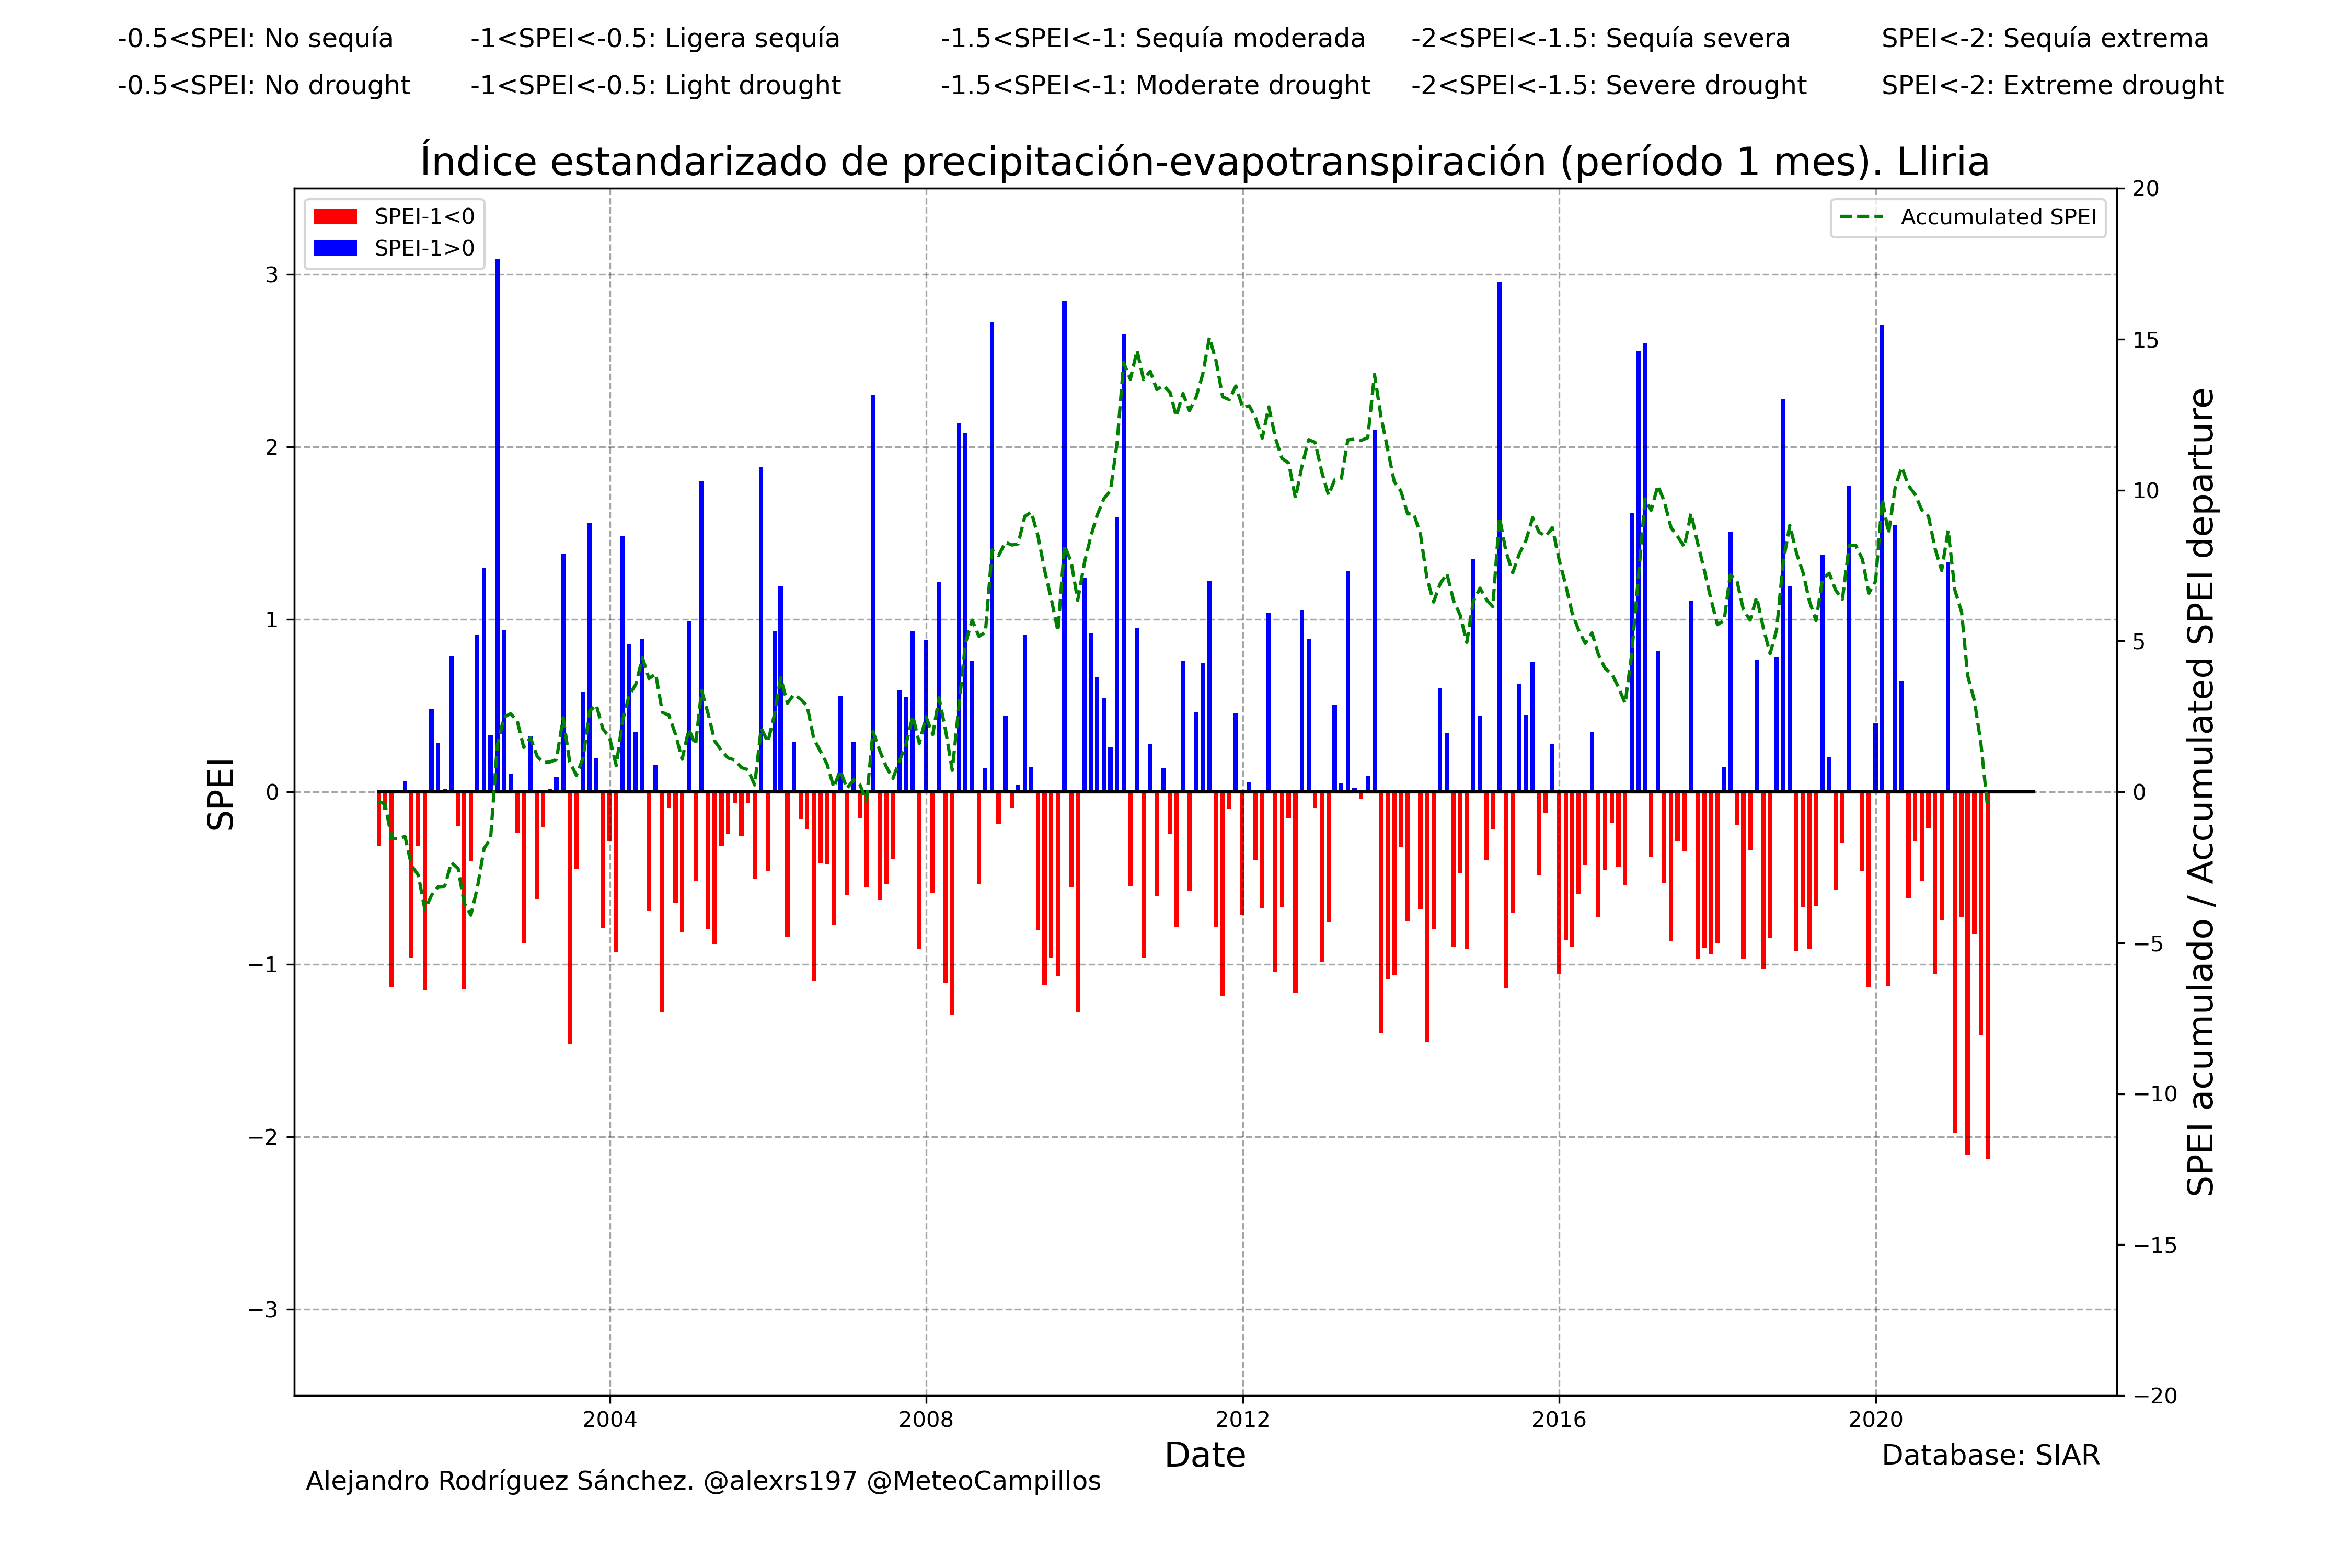 -0.5<SPEI: No sequía -1<SPEI<-0.5: Ligera sequía -1.5<SPEI<-1: Sequía moderada -2<SPEI<-1.5: Sequía severa SPEI<-2: Sequía extrema
-0.5<SPEI: No drought -1<SPEI<-0.5: Light drought -1.5<SPEI<-1: Moderate drought -2<SPEI<-1.5: Severe drought SPEI<-2: Extreme drought
Índice estandarizado de precipitación-evapotranspiración (período 1 mes). Lliria
SPEI-1<0
SPEI-1>0
Accumulated SPEI
SPEI
3
2
1
0
−1
−2
−3
20
15
10
5
0
−5
−10
−15
−20
SPEI acumulado / Accumulated SPEI departure
2004 2008 2012 2016 2020
Date
Database: SIAR
Alejandro Rodríguez Sánchez. @alexrs197 @MeteoCampillos